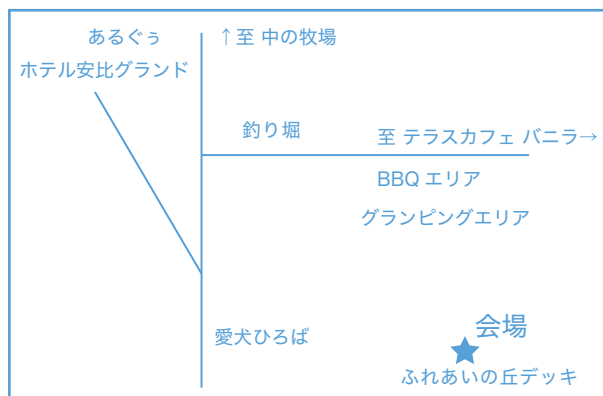 あるぐぅ
ホテル安比グランド
↑至 中の牧場
釣り堀
至 テラスカフェ バニラ→
BBQ エリア
グランピングエリア
愛犬ひろば
会場
ふれあいの丘デッキ